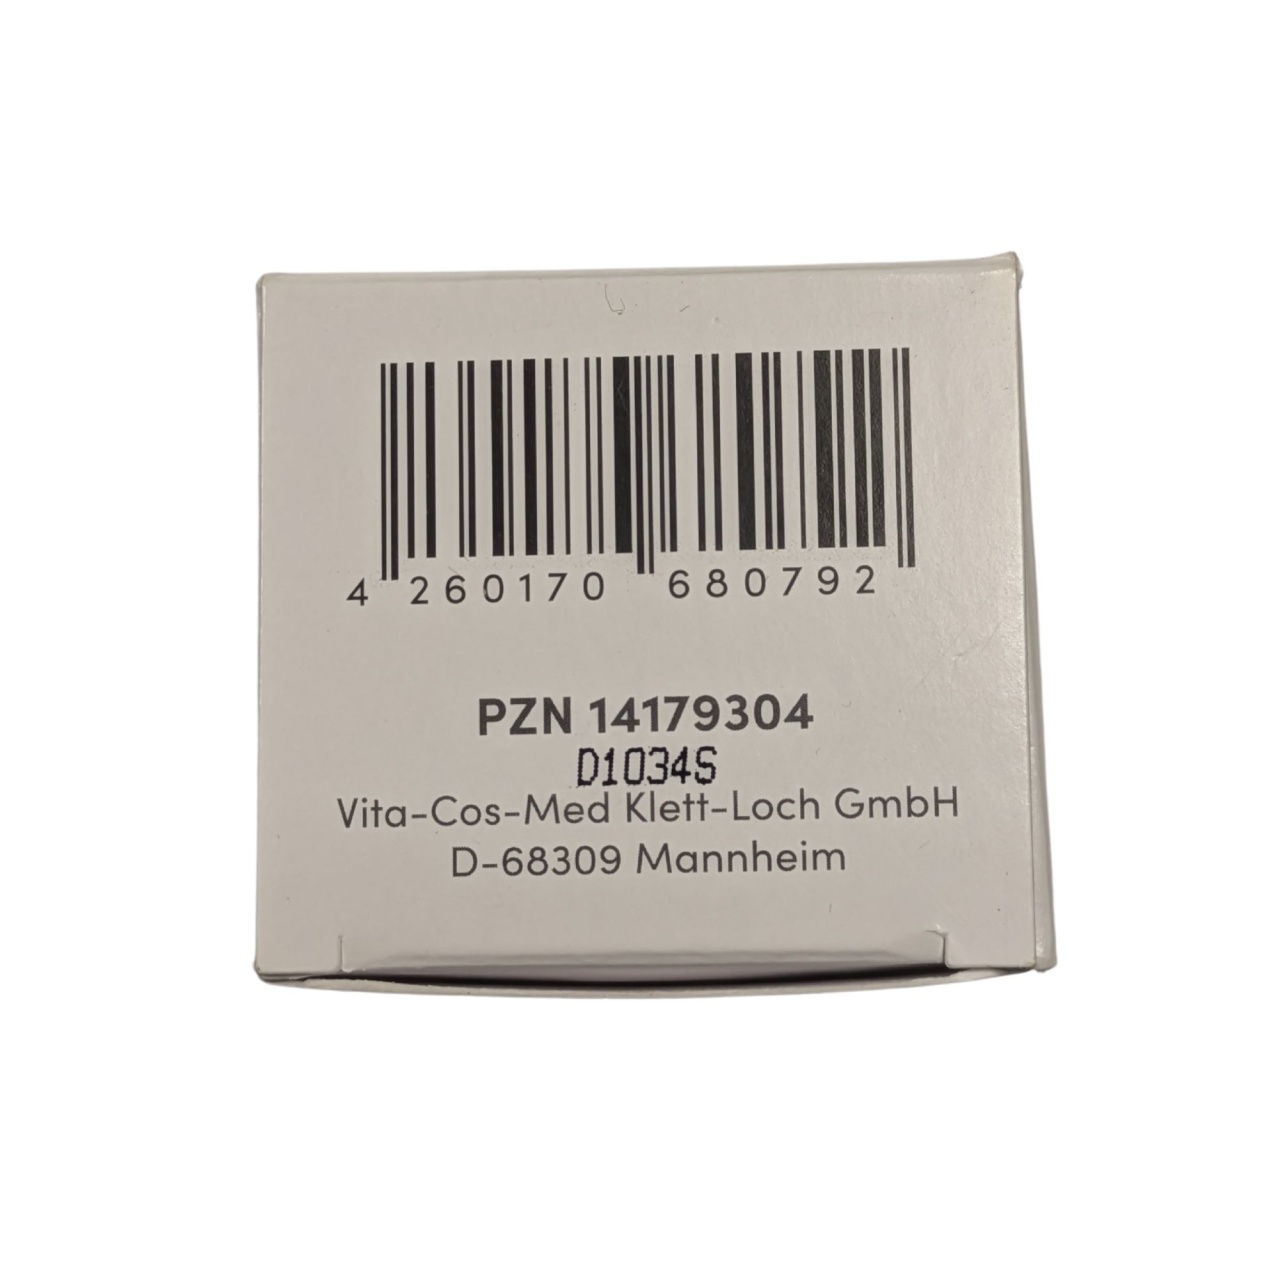 4 260170 680792
PZN 14179304
D1034S
Vita-Cos-Med Klett-Loch GmbH
D-68309 Mannheim